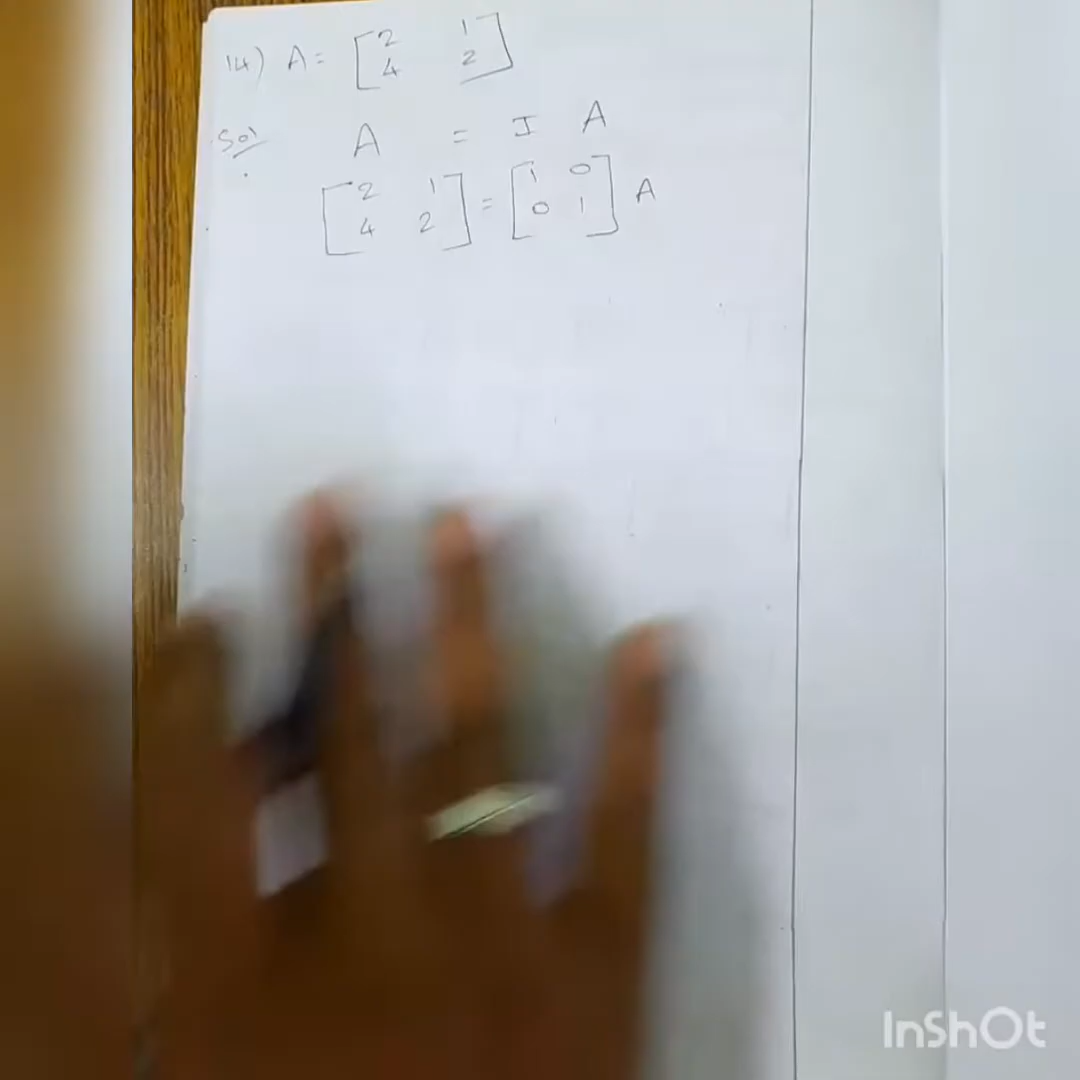 14) A = [2 1
4 2]
Sol
A = I A
[2 1 = [1 0 A
4 2] 0 1]
InShOt